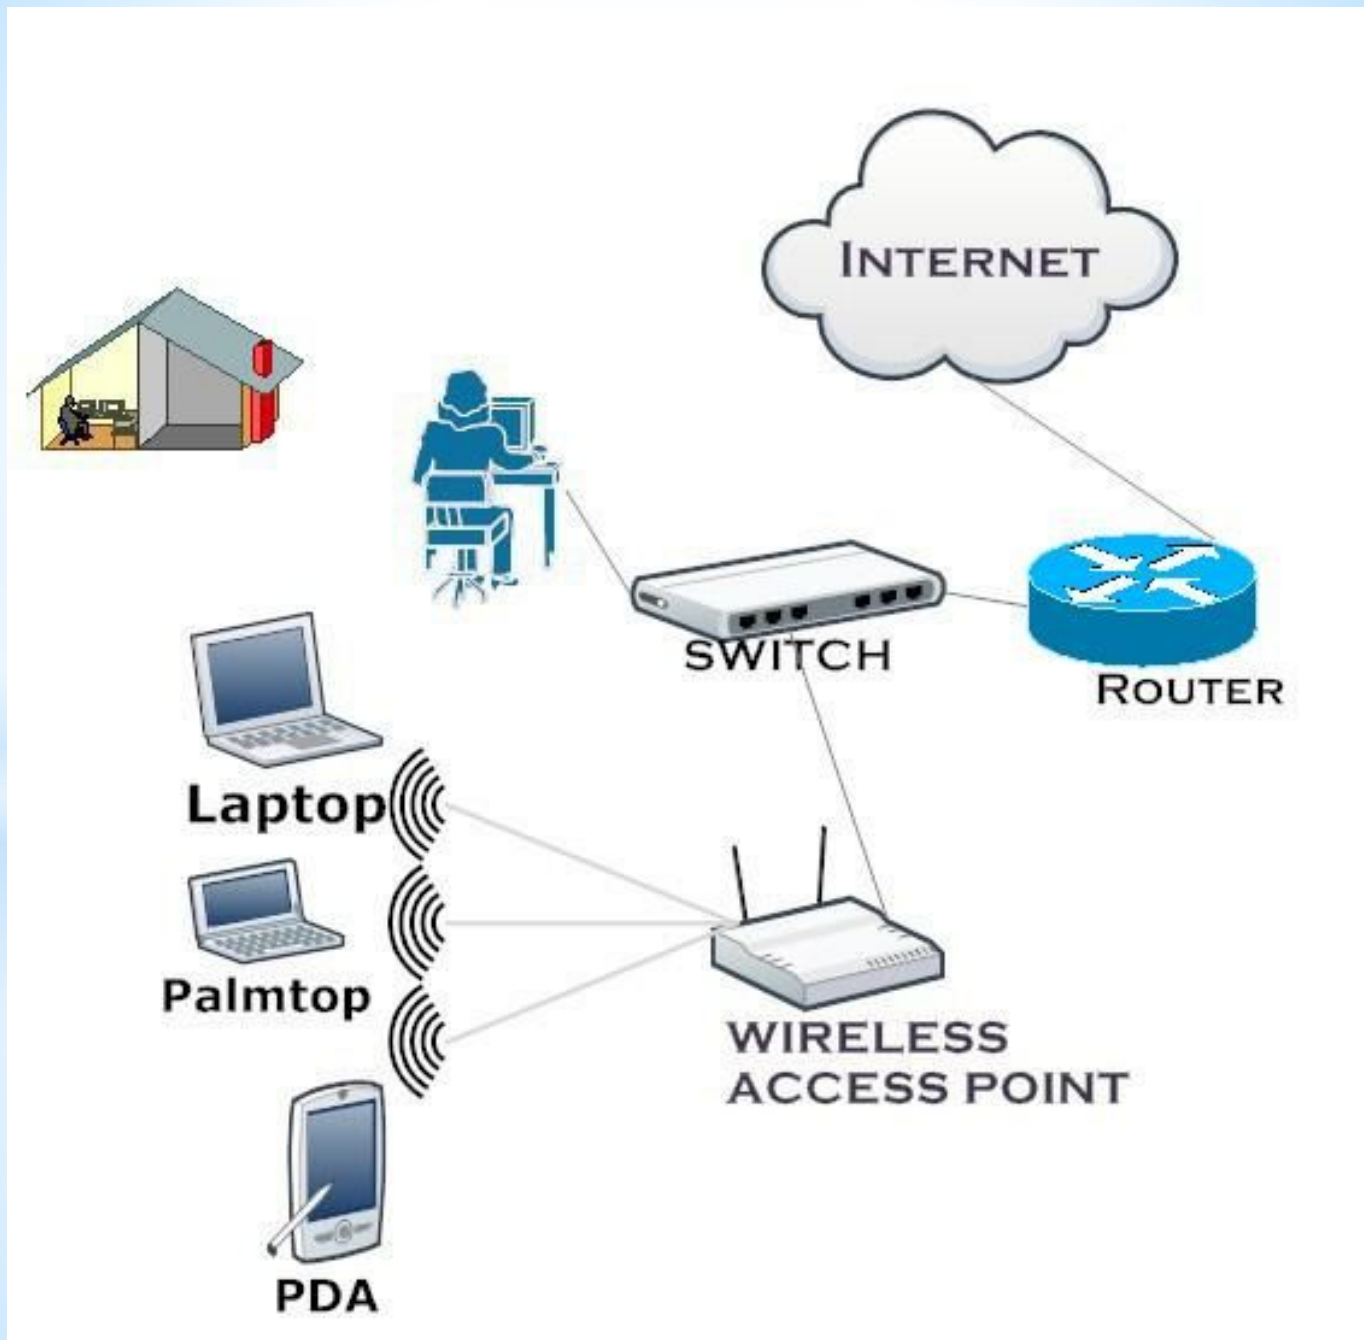 INTERNET
SWITCH
ROUTER
Laptop
Palmtop
WIRELESS
ACCESS POINT
PDA